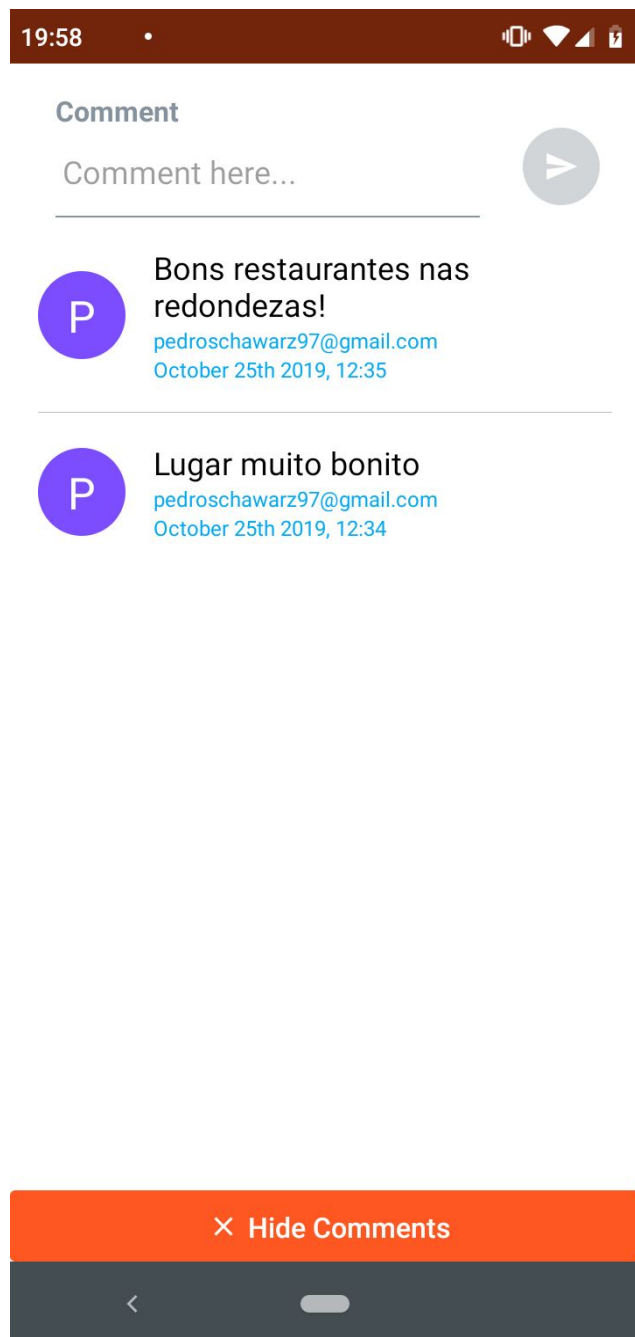 19:58
Comment
Comment here...
P
Bons restaurantes nas
redondezas!
pedroschawarz97@gmail.com
October 25th 2019, 12:35
P
Lugar muito bonito
pedroschawarz97@gmail.com
October 25th 2019, 12:34
Hide Comments